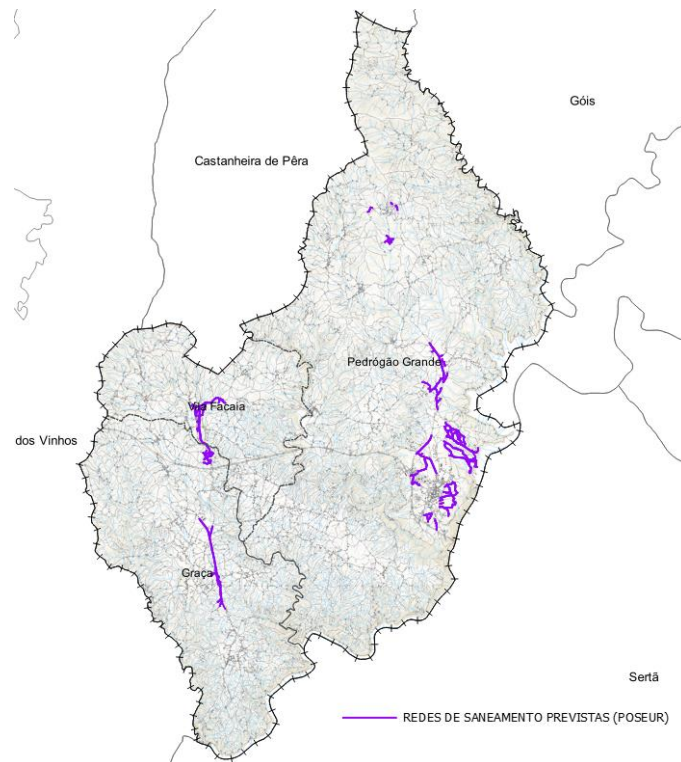 Góis
Castanheira de Pêra
Pedrógão Grande
Vila Facaia
dos Vinhos
Graça
Sertã
REDES DE SANEAMENTO PREVISTAS (POSEUR)